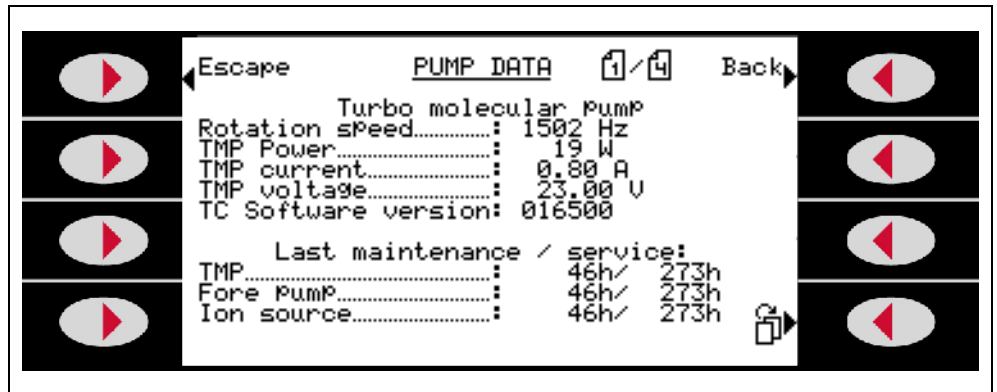 Escape PUMP DATA 1/4 Back
Turbo molecular pump
Rotation speed..............: 1502 Hz
TMP Power......................: 19 W
TMP current...................: 0.80 A
TMP voltage...................: 23.00 V
TC Software version: 016500
Last maintenance / service:
TMP...................................: 46h/ 273h
Fore pump......................: 46h/ 273h
Ion source.....................: 46h/ 273h